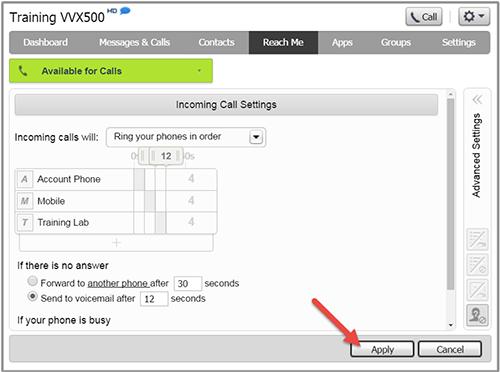 Training VVX500 HD
Call
Dashboard Messages & Calls Contacts Reach Me Apps Groups Settings
Available for Calls
Incoming Call Settings
Incoming calls will: Ring your phones in order
0s 12 60s
A Account Phone 4
M Mobile 4
T Training Lab 4
+
If there is no answer
Forward to another phone after 30 seconds
Send to voicemail after 12 seconds
If your phone is busy
Advanced Settings
Apply Cancel